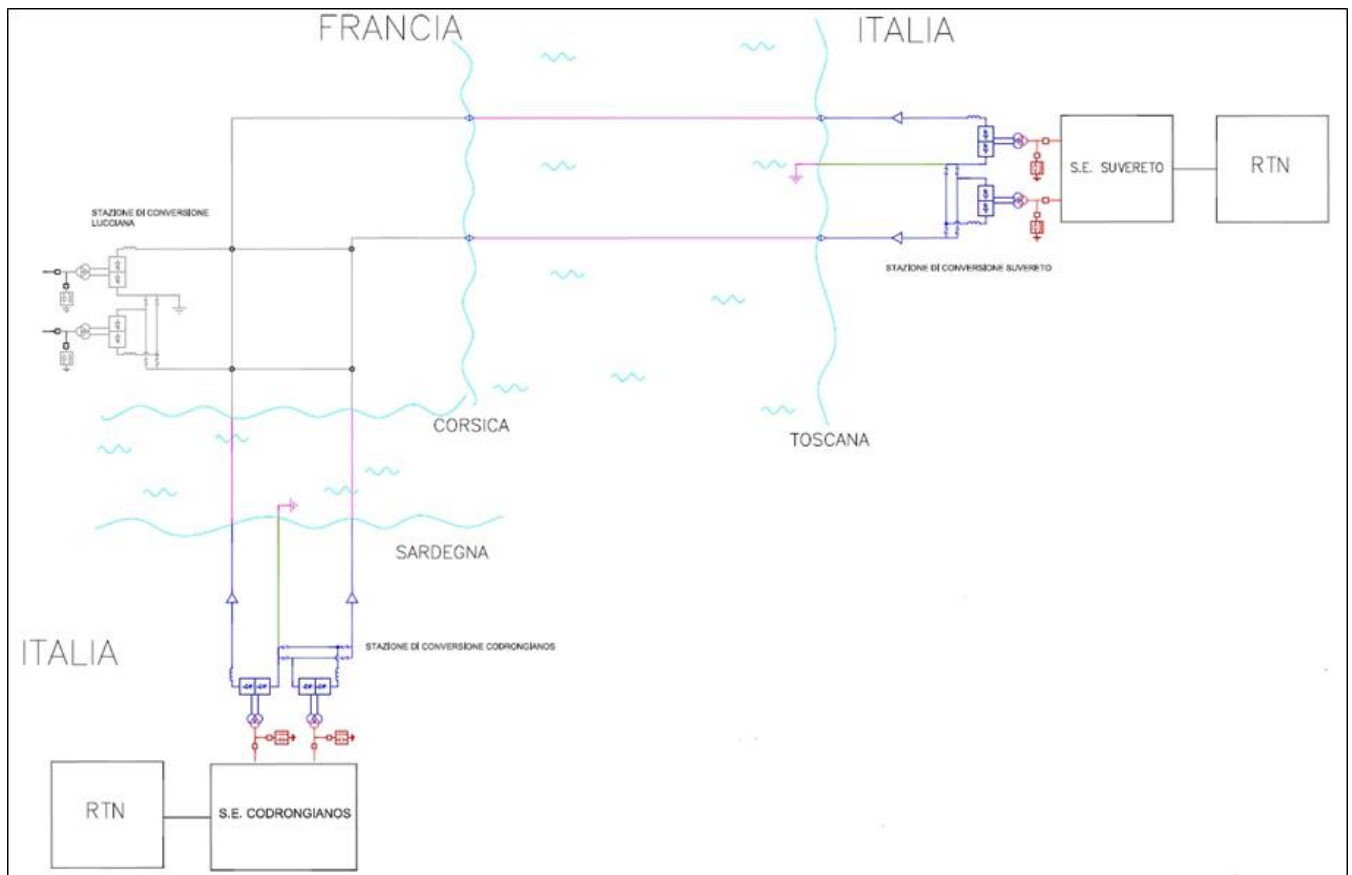 FRANCIA
ITALIA
S.E. SUVERETO
RTN
STAZIONE DI CONVERSIONE
LUCCIANA
STAZIONE DI CONVERSIONE SUVERETO
CORSICA
TOSCANA
SARDEGNA
STAZIONE DI CONVERSIONE CODRONGIANOS
ITALIA
RTN
S.E. CODRONGIANOS